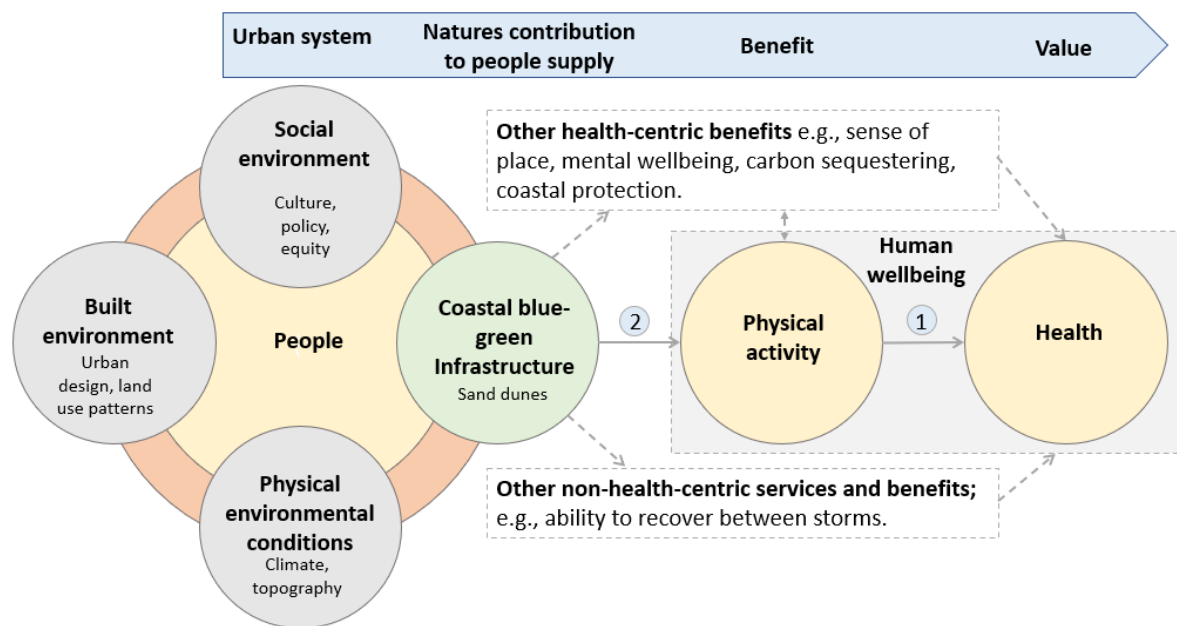 Urban system
Natures contribution
to people supply
Benefit
Value
Social
environment
Culture,
policy,
equity
Built
environment
Urban
design, land
use patterns
People
Physical
environmental
conditions
Climate,
topography
Coastal blue-
green
Infrastructure
Sand dunes
Other health-centric benefits e.g., sense of
place, mental wellbeing, carbon sequestering,
coastal protection.
2
Physical
activity
Human
wellbeing
1
Health
Other non-health-centric services and benefits;
e.g., ability to recover between storms.